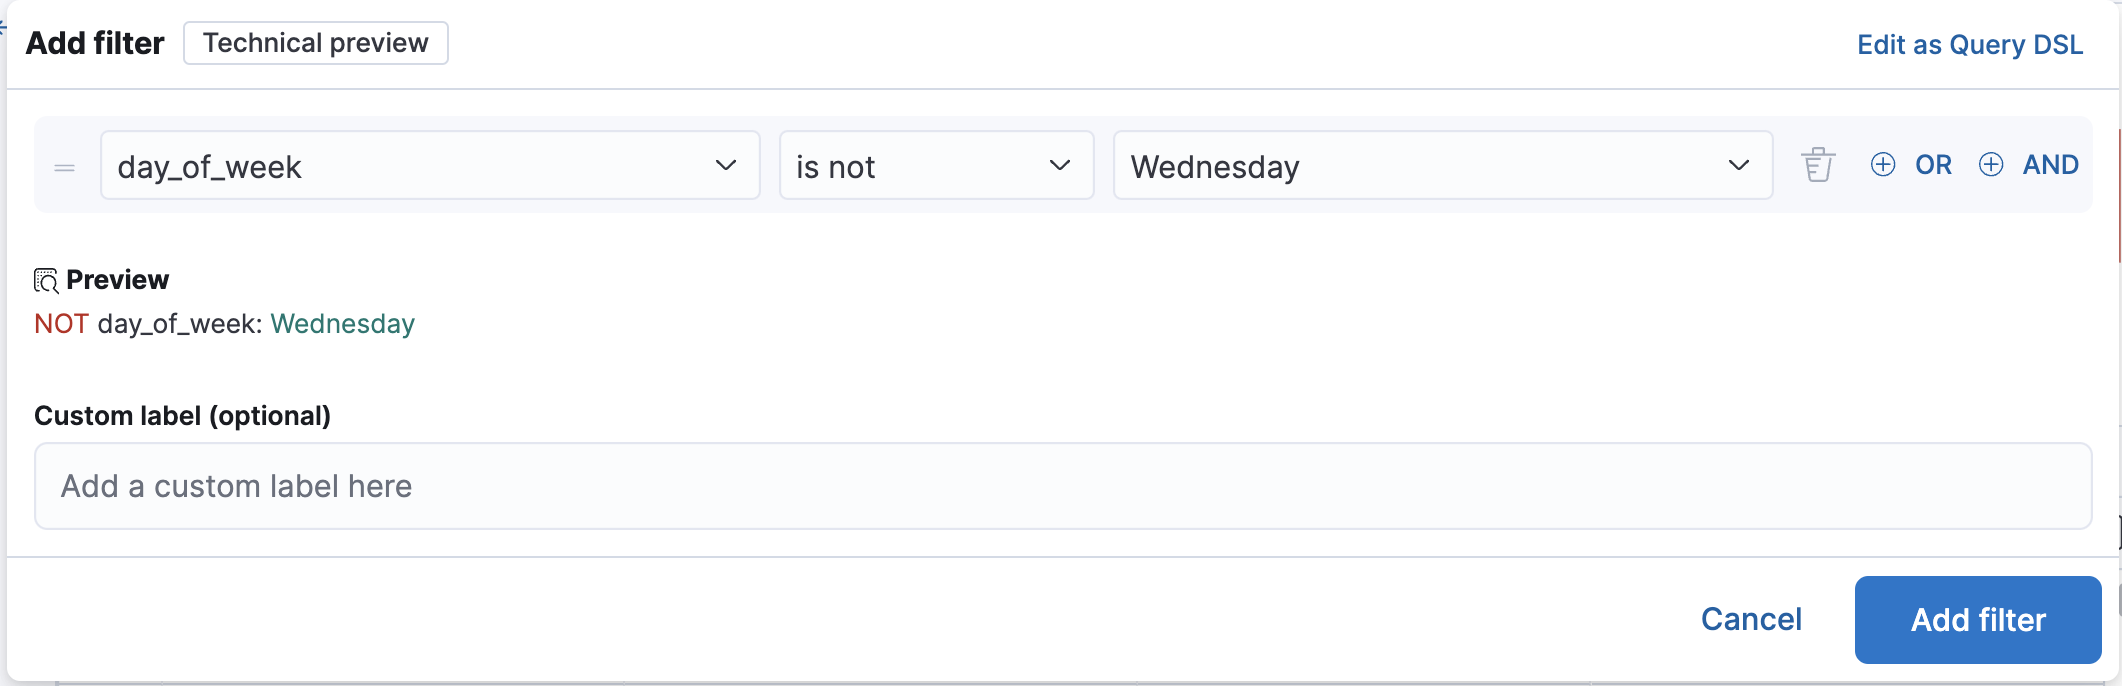 Add filter Technical preview Edit as Query DSL
day_of_week is not Wednesday OR AND
Preview
NOT day_of_week: Wednesday
Custom label (optional)
Add a custom label here
Cancel Add filter